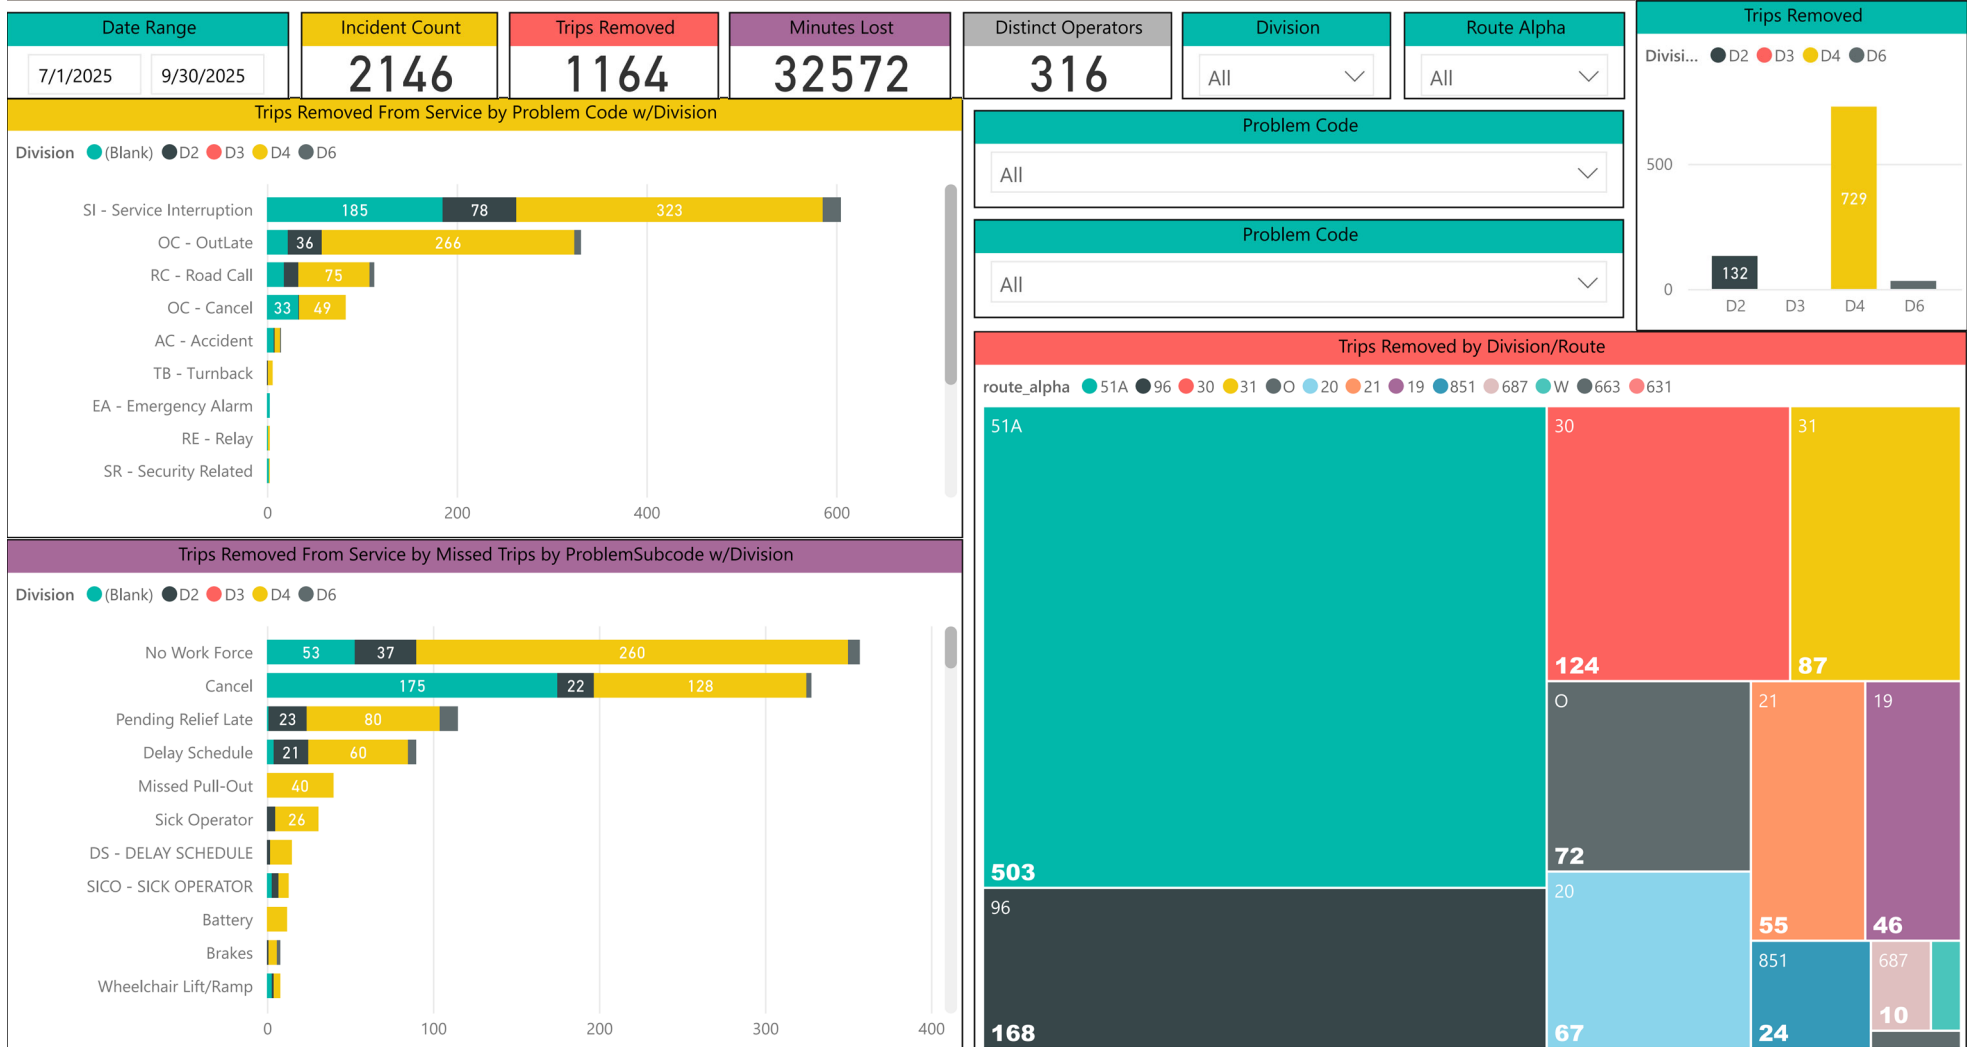 Date Range
7/1/2025 9/30/2025
Incident Count
2146
Trips Removed
1164
Minutes Lost
32572
Distinct Operators
316
Division
All
Route Alpha
All
Trips Removed
Divisi... D2 D3 D4 D6
500
0
132
729
D2 D3 D4 D6
Trips Removed From Service by Problem Code w/Division
Division (Blank) D2 D3 D4 D6
SI - Service Interruption 185 78 323
OC - OutLate 36 266
RC - Road Call 75
OC - Cancel 33 49
AC - Accident
TB - Turnback
EA - Emergency Alarm
RE - Relay
SR - Security Related
0 200 400 600
Problem Code
All
Problem Code
All
Trips Removed From Service by Missed Trips by ProblemSubcode w/Division
Division (Blank) D2 D3 D4 D6
No Work Force 53 37 260
Cancel 175 22 128
Pending Relief Late 23 80
Delay Schedule 21 60
Missed Pull-Out 40
Sick Operator 26
DS - DELAY SCHEDULE
SICO - SICK OPERATOR
Battery
Brakes
Wheelchair Lift/Ramp
0 100 200 300 400
Trips Removed by Division/Route
route_alpha 51A 96 30 31 O 20 21 19 851 687 W 663 631
51A
503
96
168
30
124
31
87
O
72
20
67
21
55
19
46
851
24
687
10